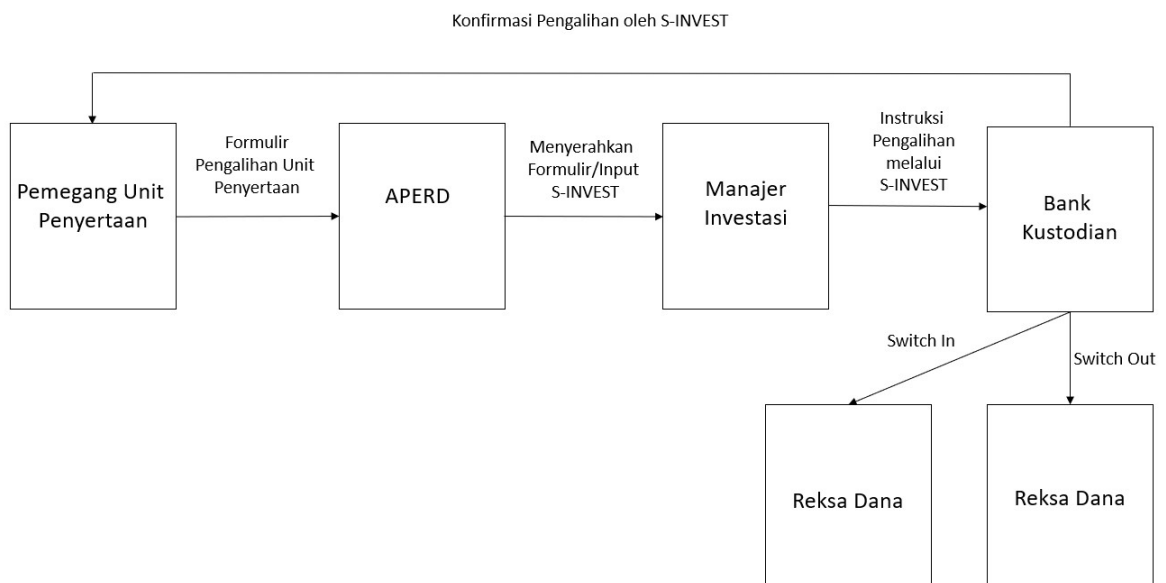 Konfirmasi Pengalihan oleh S-INVEST
Pemegang Unit
Penyertaan
Formulir
Pengalihan Unit
Penyertaan
APERD
Menyerahkan
Formulir/Input
S-INVEST
Manajer
Investasi
Instruksi
Pengalihan
melalui
S-INVEST
Bank
Kustodian
Switch In
Switch Out
Reksa Dana
Reksa Dana